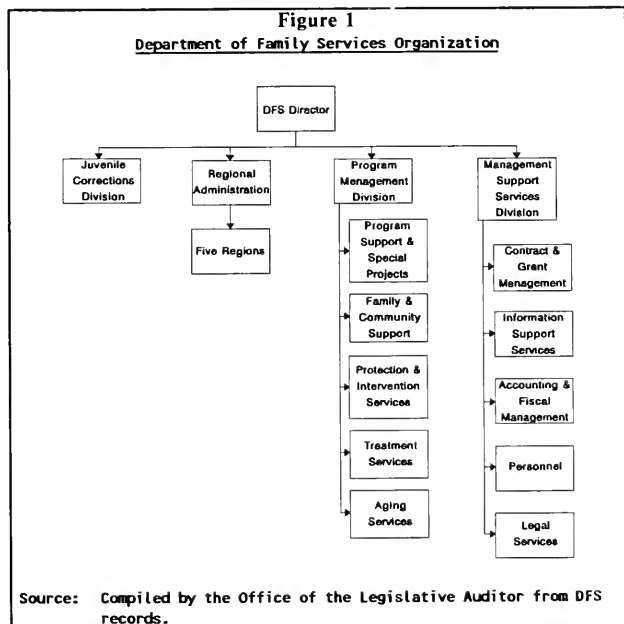 Figure 1
Department of Family Services Organization
DFS Director
Juvenile
Corrections
Division
Regional
Administration
Five Regions
Program
Management
Division
Program
Support &
Special
Projects
Family &
Community
Support
Protection &
Intervention
Services
Treatment
Services
Aging
Services
Management
Support
Services
Division
Contract &
Grant
Management
Information
Support
Services
Accounting &
Fiscal
Management
Personnel
Legal
Services
Source: Compiled by the Office of the Legislative Auditor from DFS
records.